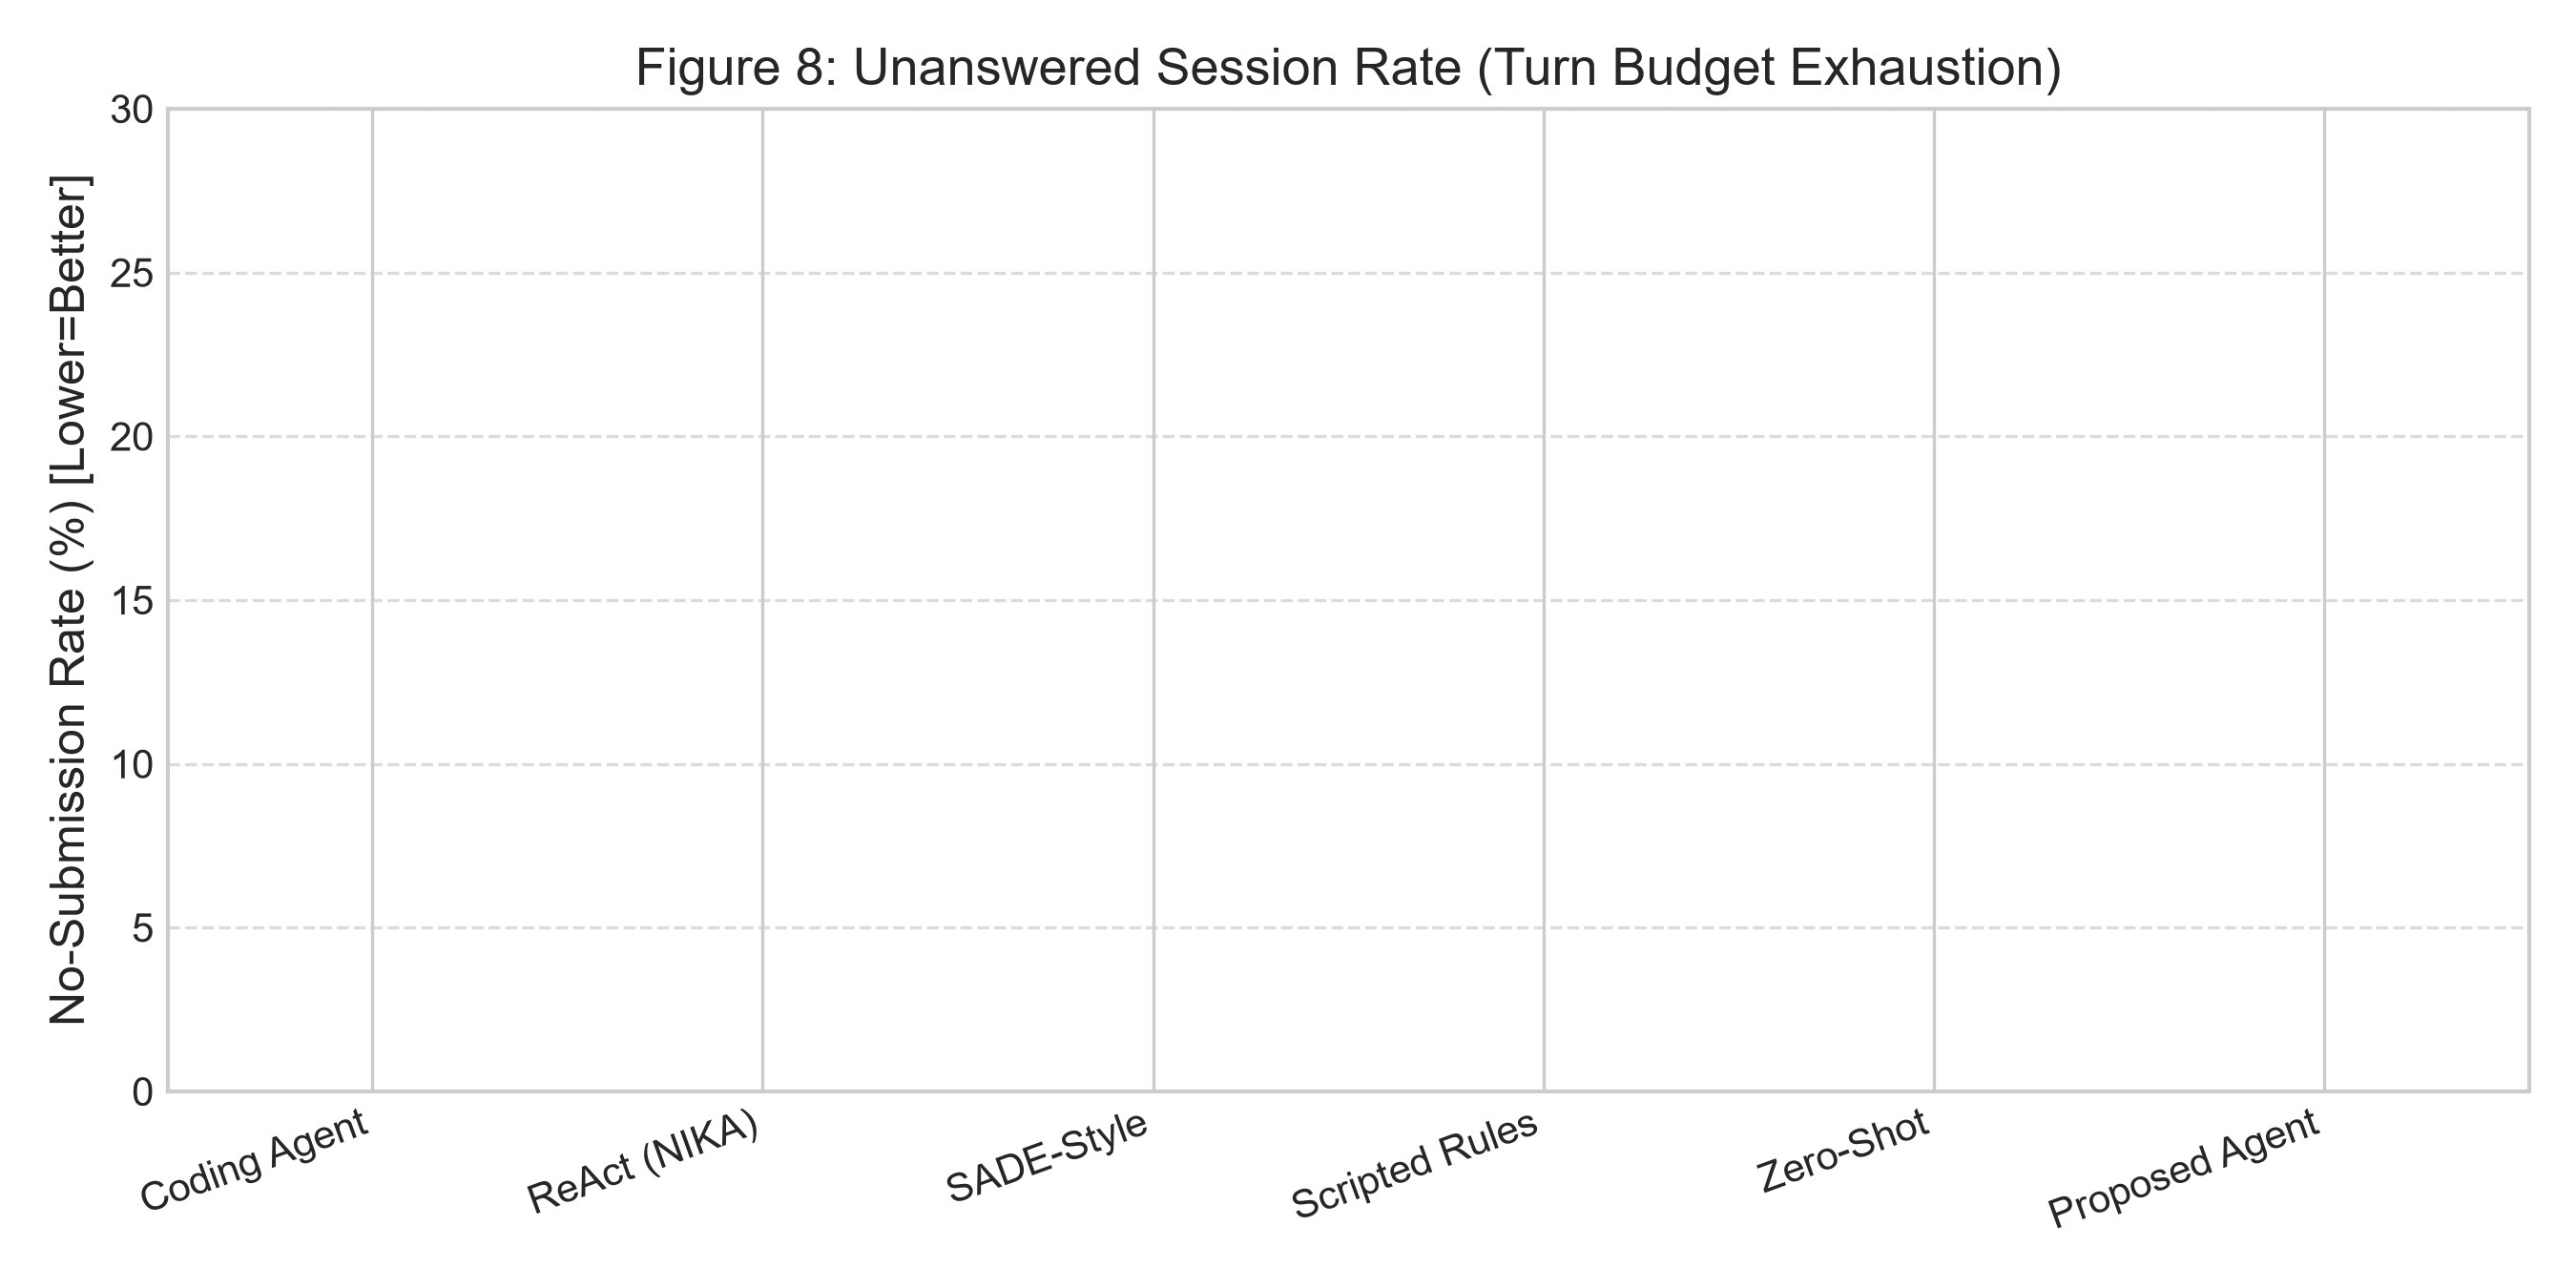 Figure 8: Unanswered Session Rate (Turn Budget Exhaustion)
No-Submission Rate (%) [Lower=Better]
30
25
20
15
10
5
0
Coding Agent
ReAct (NIKA)
SADE-Style
Scripted Rules
Zero-Shot
Proposed Agent